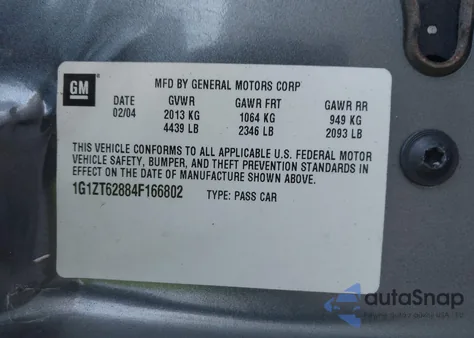 GM
MFD BY GENERAL MOTORS CORP
DATE GVWR GAWR FRT GAWR RR
02/04 2013 KG 1064 KG 949 KG
4439 LB 2346 LB 2093 LB
THIS VEHICLE CONFORMS TO ALL APPLICABLE U.S. FEDERAL MOTOR
VEHICLE SAFETY, BUMPER, AND THEFT PREVENTION STANDARDS IN
EFFECT ON THE DATE OF MANUFACTURE SHOWN ABOVE.
1G1ZT62884F166802 TYPE: PASS CAR
autoSnap